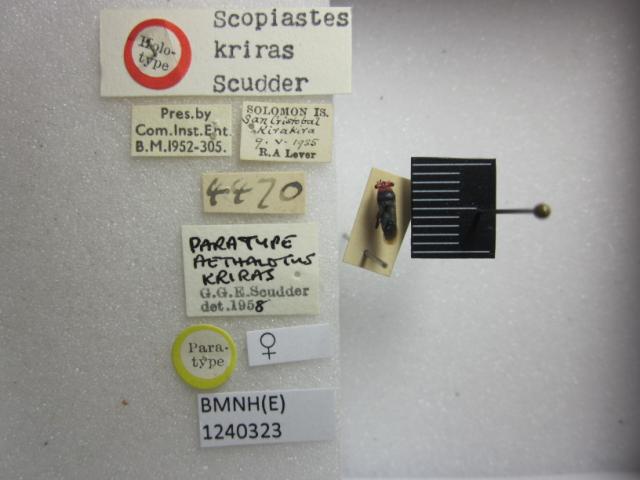 Holo-
type
Scopiastes
kriras
Scudder
Pres.by
Com.Inst.Ent.
B.M.1952-305.
SOLOMON IS.
San Cristobal
Kirakira
9. V. 1935
R.A Lever
4470
PARATYPE
AETHALOTUS
KRIRAS
G.G.E.Scudder
det.1958
Para-
type
♀
BMNH(E)
1240323